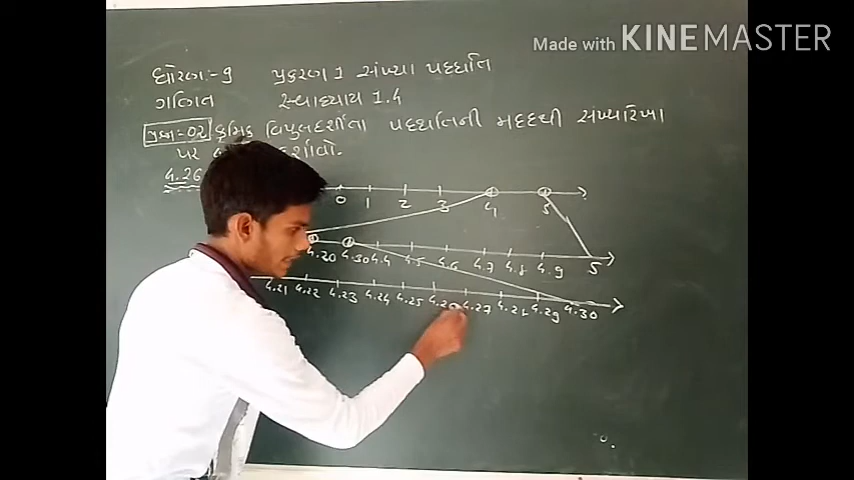 Made with KINEMASTER
ધોરણ:-9 પ્રકરણ 1 સંખ્યા પદ્ધતિ
ગણિત સ્વાધ્યાય 1.4
પ્રશ્ન:-02 ક્રમિક વિપુલદર્શીતા પદ્ધતિની મદદથી સંખ્યારેખા
પર દર્શાવો.
4.26
0 1 2 3 4 5
4.20 4.30 4.4 4.5 4.6 4.7 4.8 4.9 5
4.21 4.22 4.23 4.24 4.25 4.27 4.28 4.29 4.30